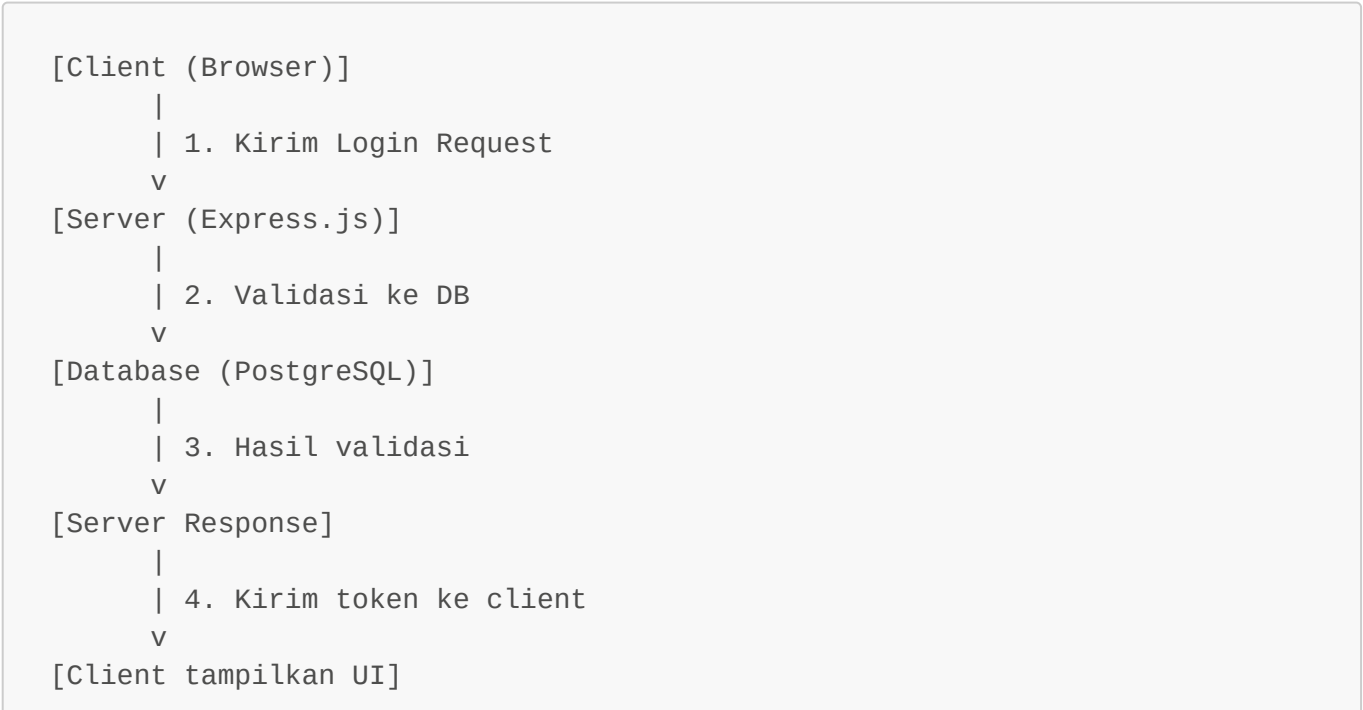 [Client (Browser)]
|
| 1. Kirim Login Request
v
[Server (Express.js)]
|
| 2. Validasi ke DB
v
[Database (PostgreSQL)]
|
| 3. Hasil validasi
v
[Server Response]
|
| 4. Kirim token ke client
v
[Client tampilkan UI]